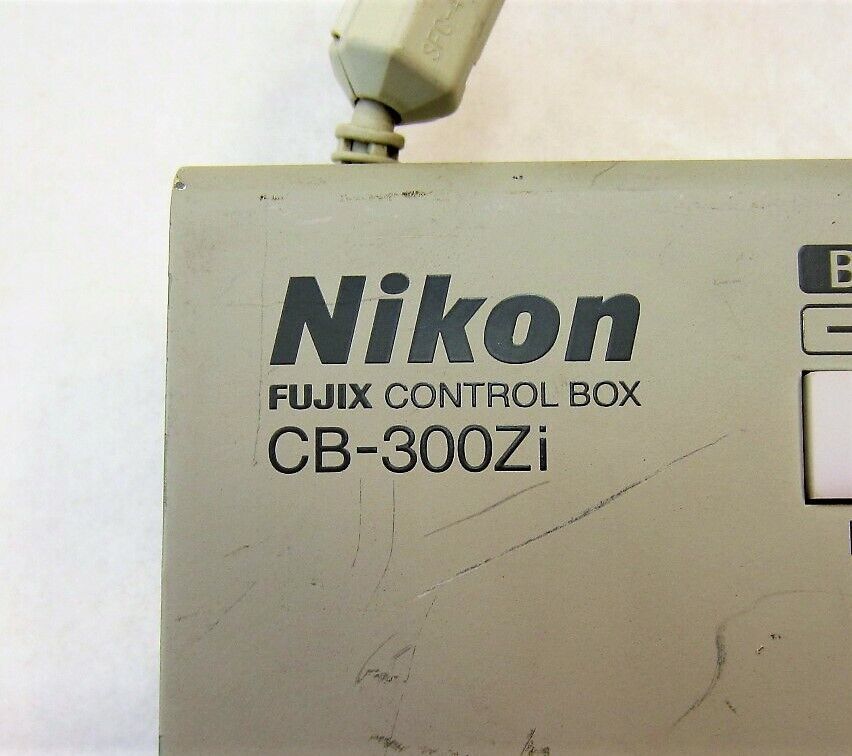 Nikon
FUJIX CONTROL BOX
CB-300Zi